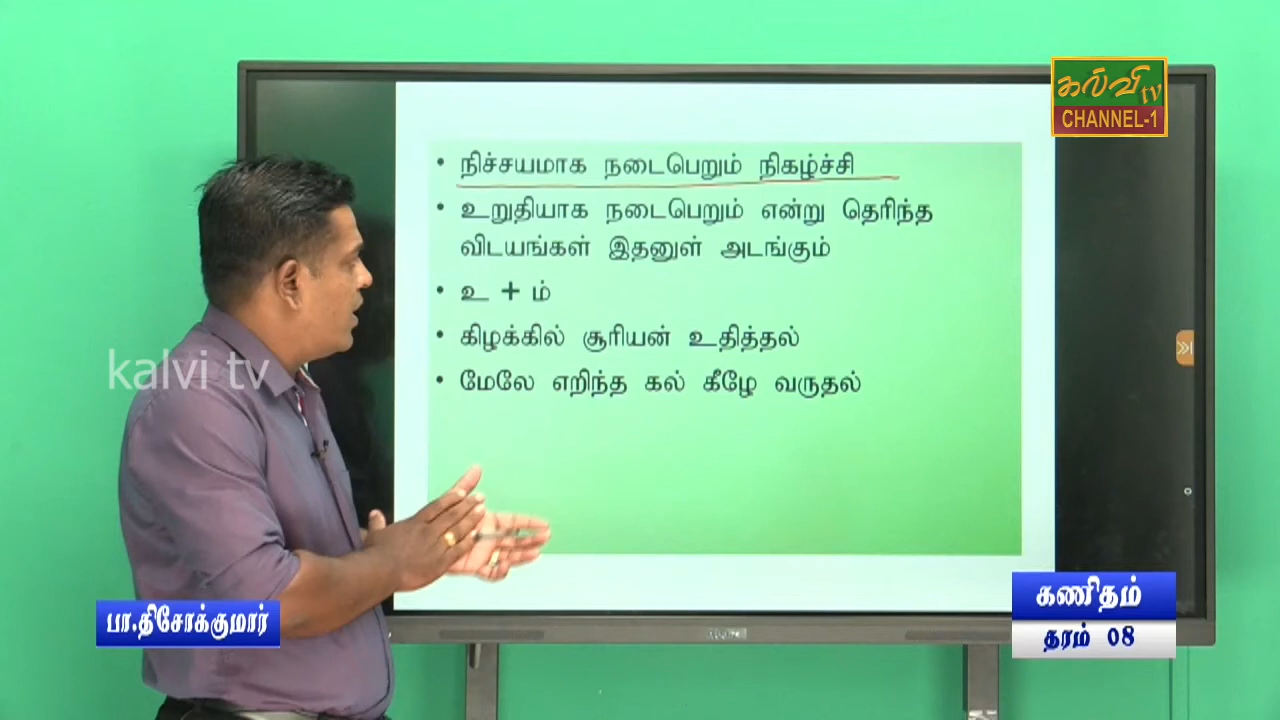 கல்வி tv
CHANNEL-1
• நிச்சயமாக நடைபெறும் நிகழ்ச்சி
• உறுதியாக நடைபெறும் என்று தெரிந்த
விடயங்கள் இதனுள் அடங்கும்
• உ + ம்
• கிழக்கில் சூரியன் உதித்தல்
• மேலே எறிந்த கல் கீழே வருதல்
kalvi tv
பா.திசோக்குமார்
கணிதம்
தரம் 08